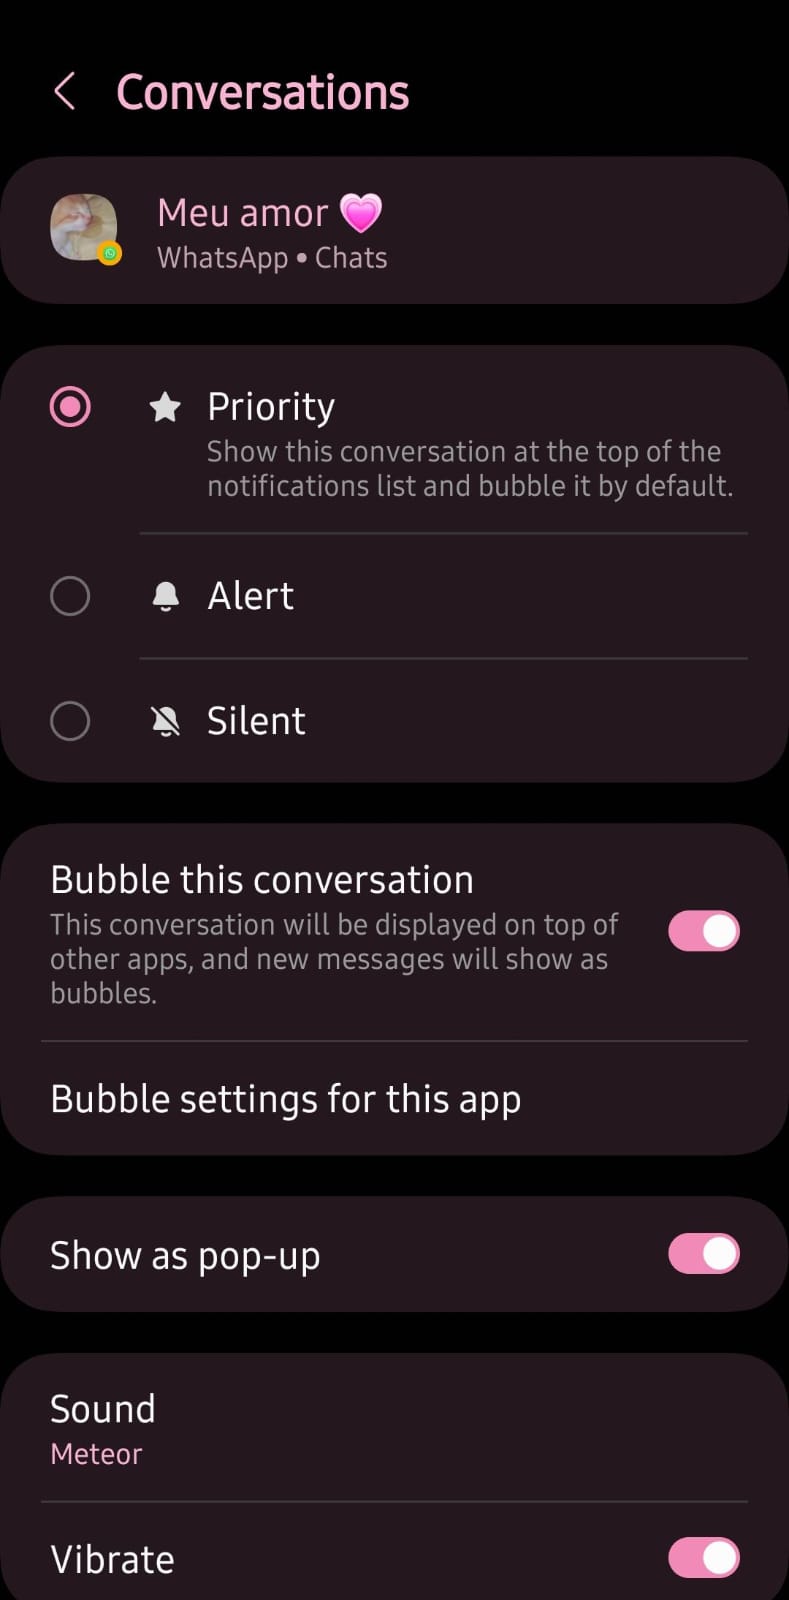 Conversations
Meu amor 💗
WhatsApp • Chats
Priority
Show this conversation at the top of the
notifications list and bubble it by default.
Alert
Silent
Bubble this conversation
This conversation will be displayed on top of
other apps, and new messages will show as
bubbles.
Bubble settings for this app
Show as pop-up
Sound
Meteor
Vibrate